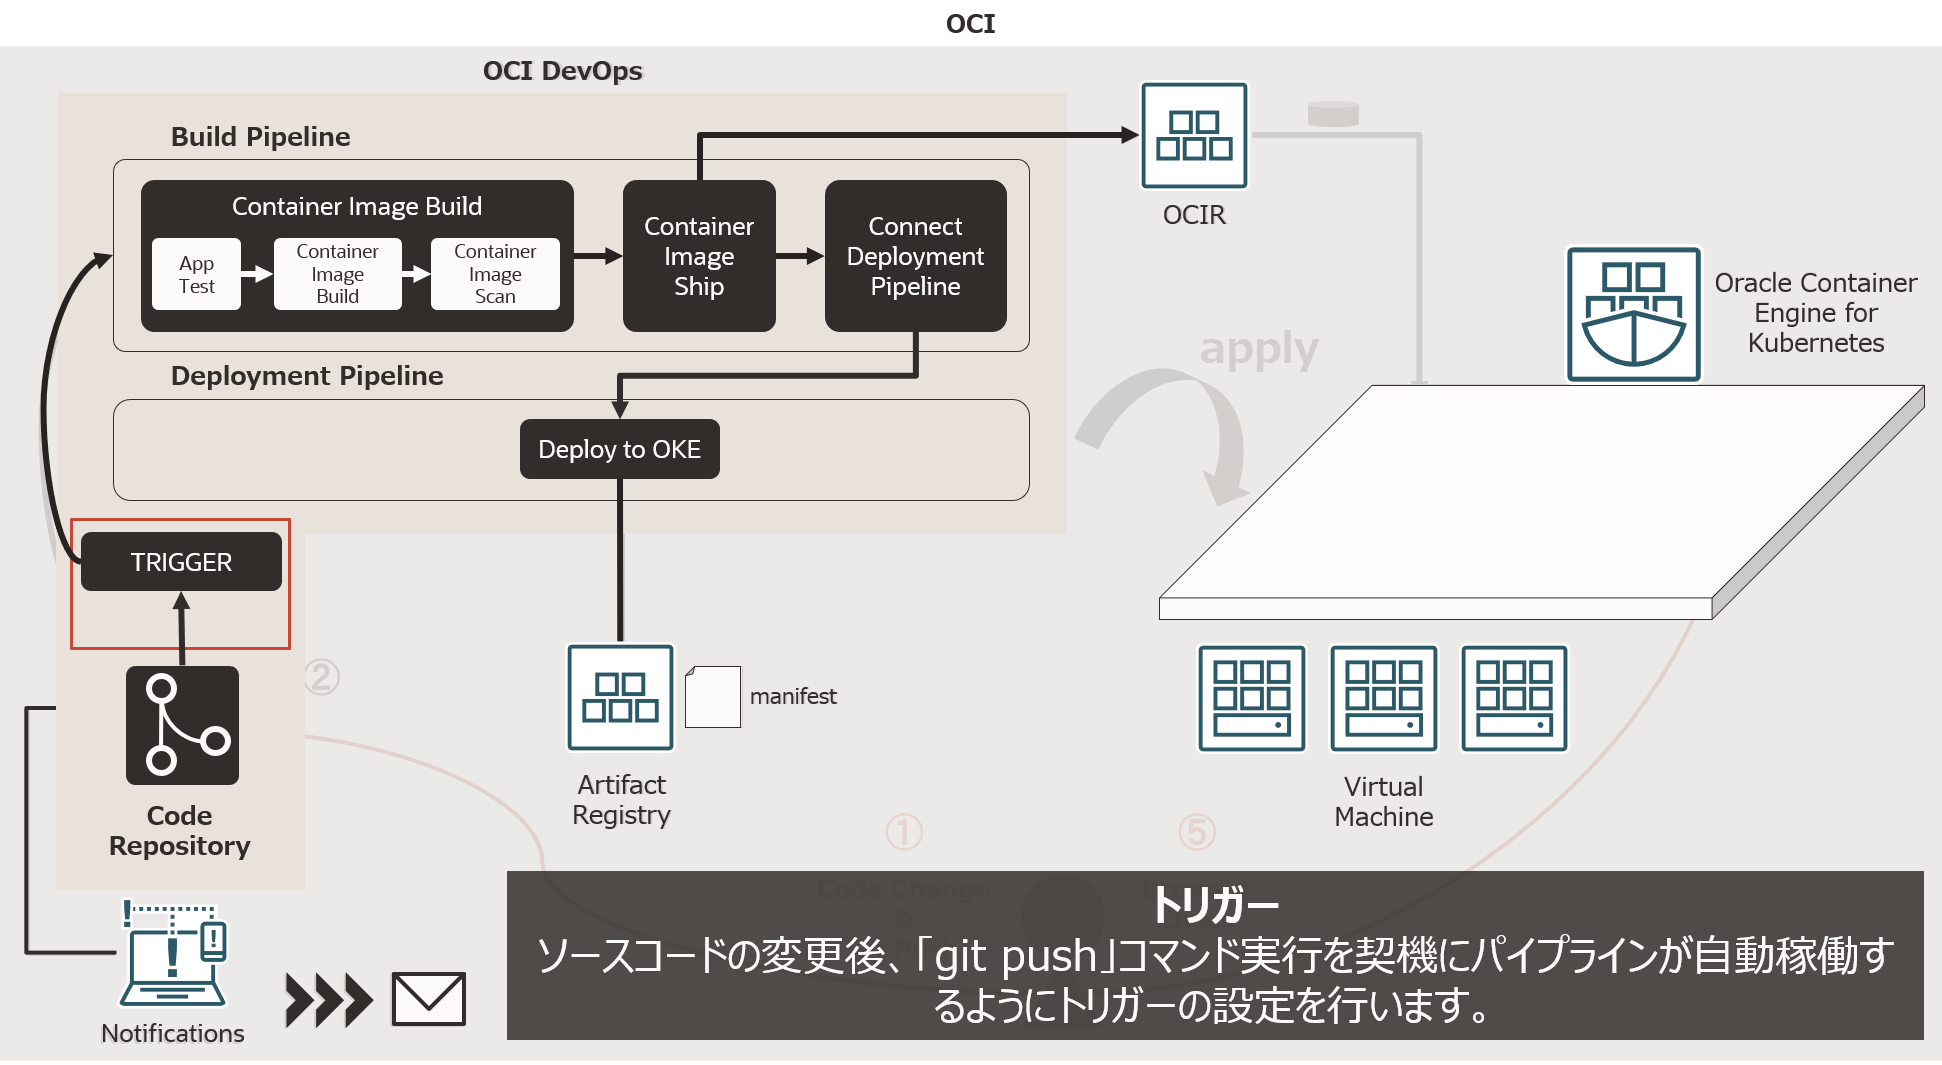 OCI
OCI DevOps
Build Pipeline
Container Image Build
App
Test
Container
Image
Build
Container
Image
Scan
Container
Image
Ship
Connect
Deployment
Pipeline
OCIR
Oracle Container
Engine for
Kubernetes
apply
Deployment Pipeline
Deploy to OKE
TRIGGER
②
Code
Repository
Artifact
Registry
manifest
Virtual
Machine
①
⑤
Code Change
&
Notifications
トリガー
ソースコードの変更後、「git push」コマンド実行を契機にパイプラインが自動稼働す
るようにトリガーの設定を行います。